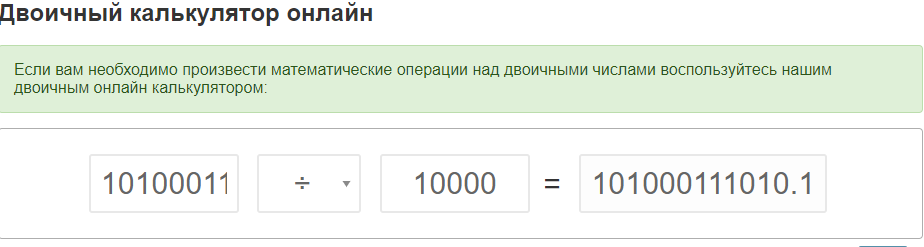 Двоичный калькулятор онлайн
Если вам необходимо произвести математические операции над двоичными числами воспользуйтесь нашим
двоичным онлайн калькулятором:
10100011 ÷ 10000 = 101000111010.1